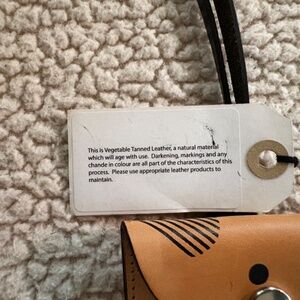 This is Vegetable Tanned Leather, a natural material
which will age with use. Darkening, markings and any
chande in colour are all part of the characteristics of this
process. Please use appropriate leather products to
maintain.